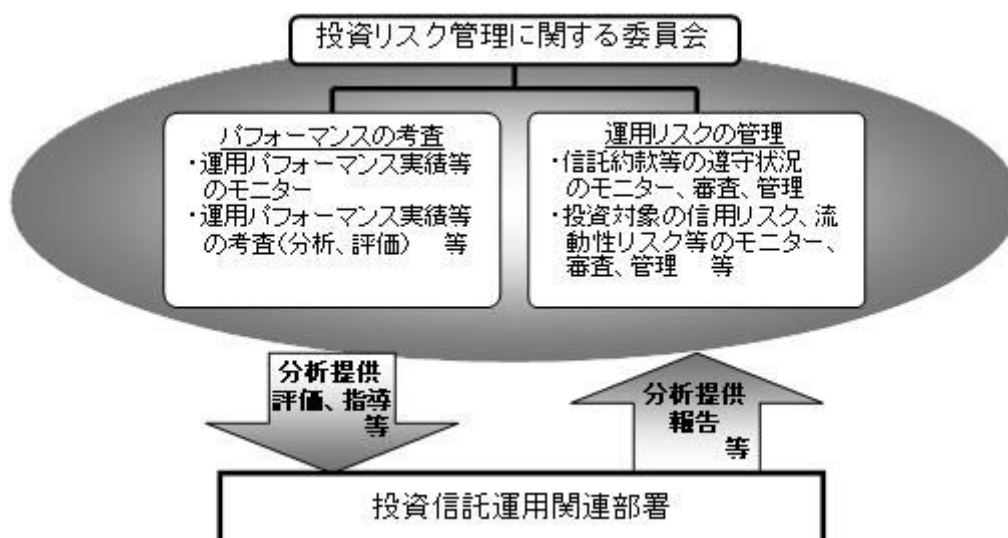 投資リスク管理に関する委員会
パフォーマンスの考査
・運用パフォーマンス実績等
のモニター
・運用パフォーマンス実績等
の考査(分析、評価)　等
運用リスクの管理
・信託約款等の遵守状況
のモニター、審査、管理
・投資対象の信用リスク、流
動性リスク等のモニター、
審査、管理　等
分析提供
評価、指導
等
分析提供
報告
等
投資信託運用関連部署